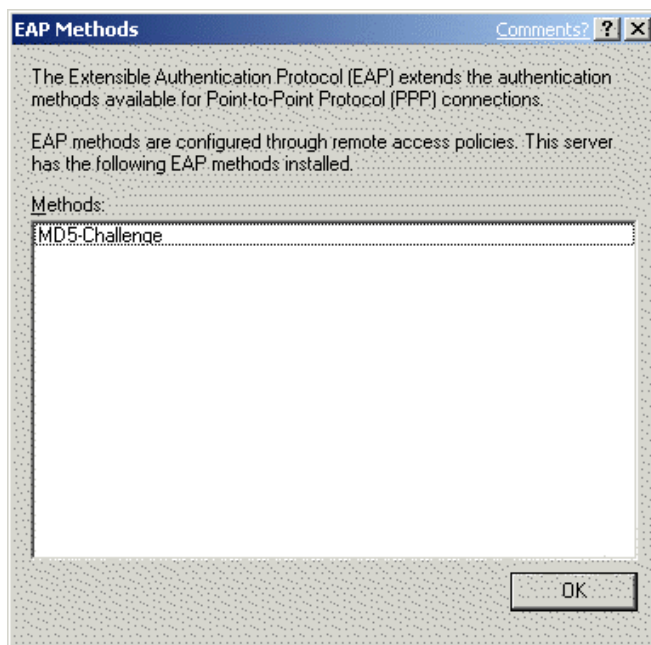 EAP Methods Comments? ? X
The Extensible Authentication Protocol (EAP) extends the authentication
methods available for Point-to-Point Protocol (PPP) connections.
EAP methods are configured through remote access policies. This server
has the following EAP methods installed.
Methods:
MD5-Challenge
OK